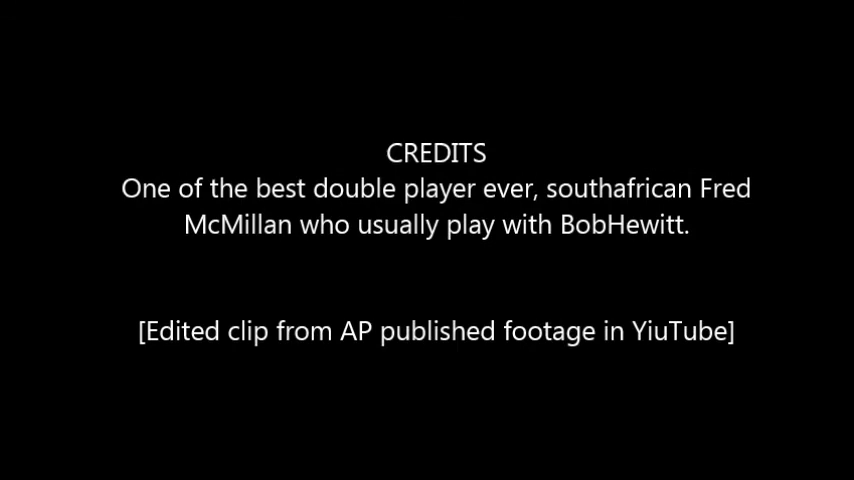 CREDITS
One of the best double player ever, southafrican Fred
McMillan who usually play with BobHewitt.
[Edited clip from AP published footage in YiuTube]